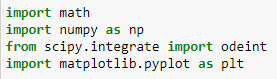 import math
import numpy as np
from scipy.integrate import odeint
import matplotlib.pyplot as plt